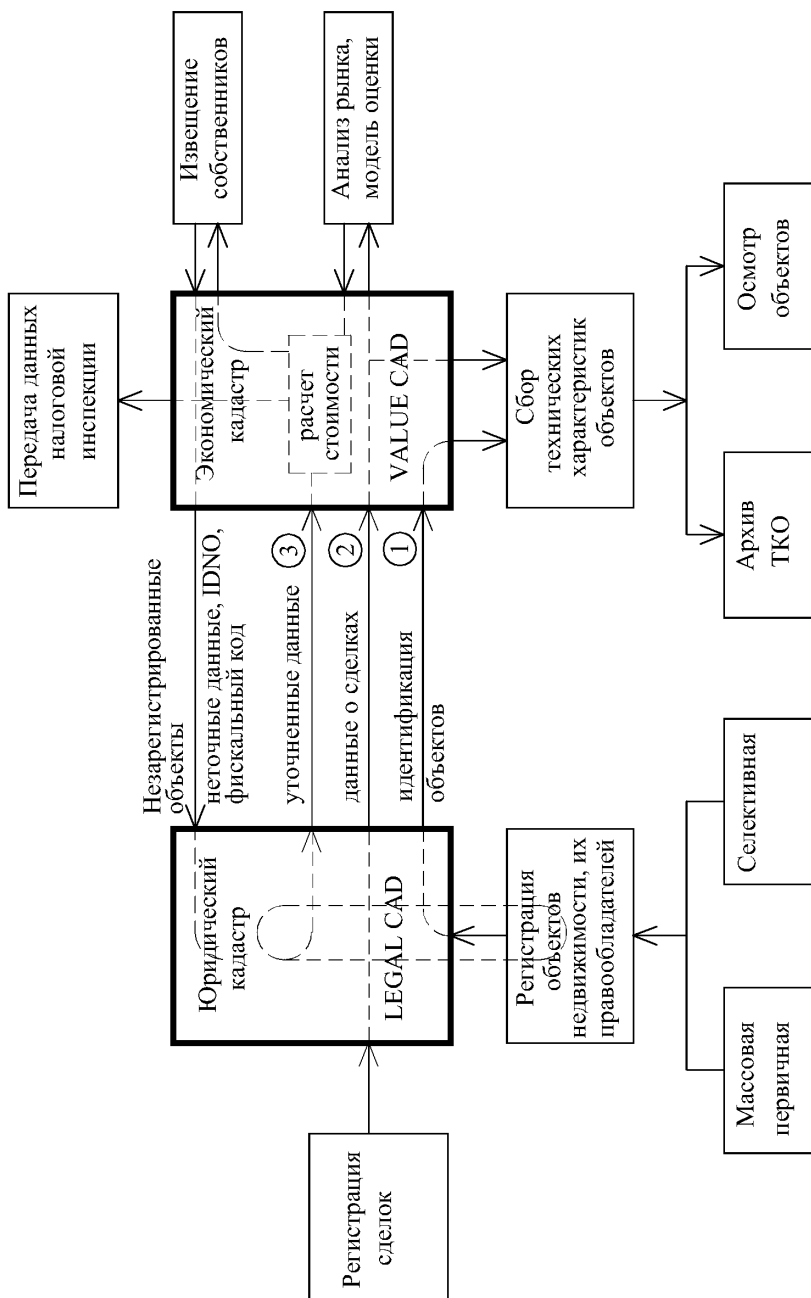 Передача данных
налоговой
инспекции
Извещение
собственников
Анализ рынка,
модель оценки
Экономический
кадастр
расчет
стоимости
VALUE CAD
Сбор
технических
характеристик
объектов
Осмотр
объектов
Архив
ТКО
Незарегистрированные
объекты
неточные данные, IDNO,
фискальный код
уточненные данные
3
данные о сделках
2
идентификация
объектов
1
Юридический
кадастр
LEGAL CAD
Регистрация
сделок
Регистрация
объектов
недвижимости, их
правообладателей
Селективная
Массовая
первичная